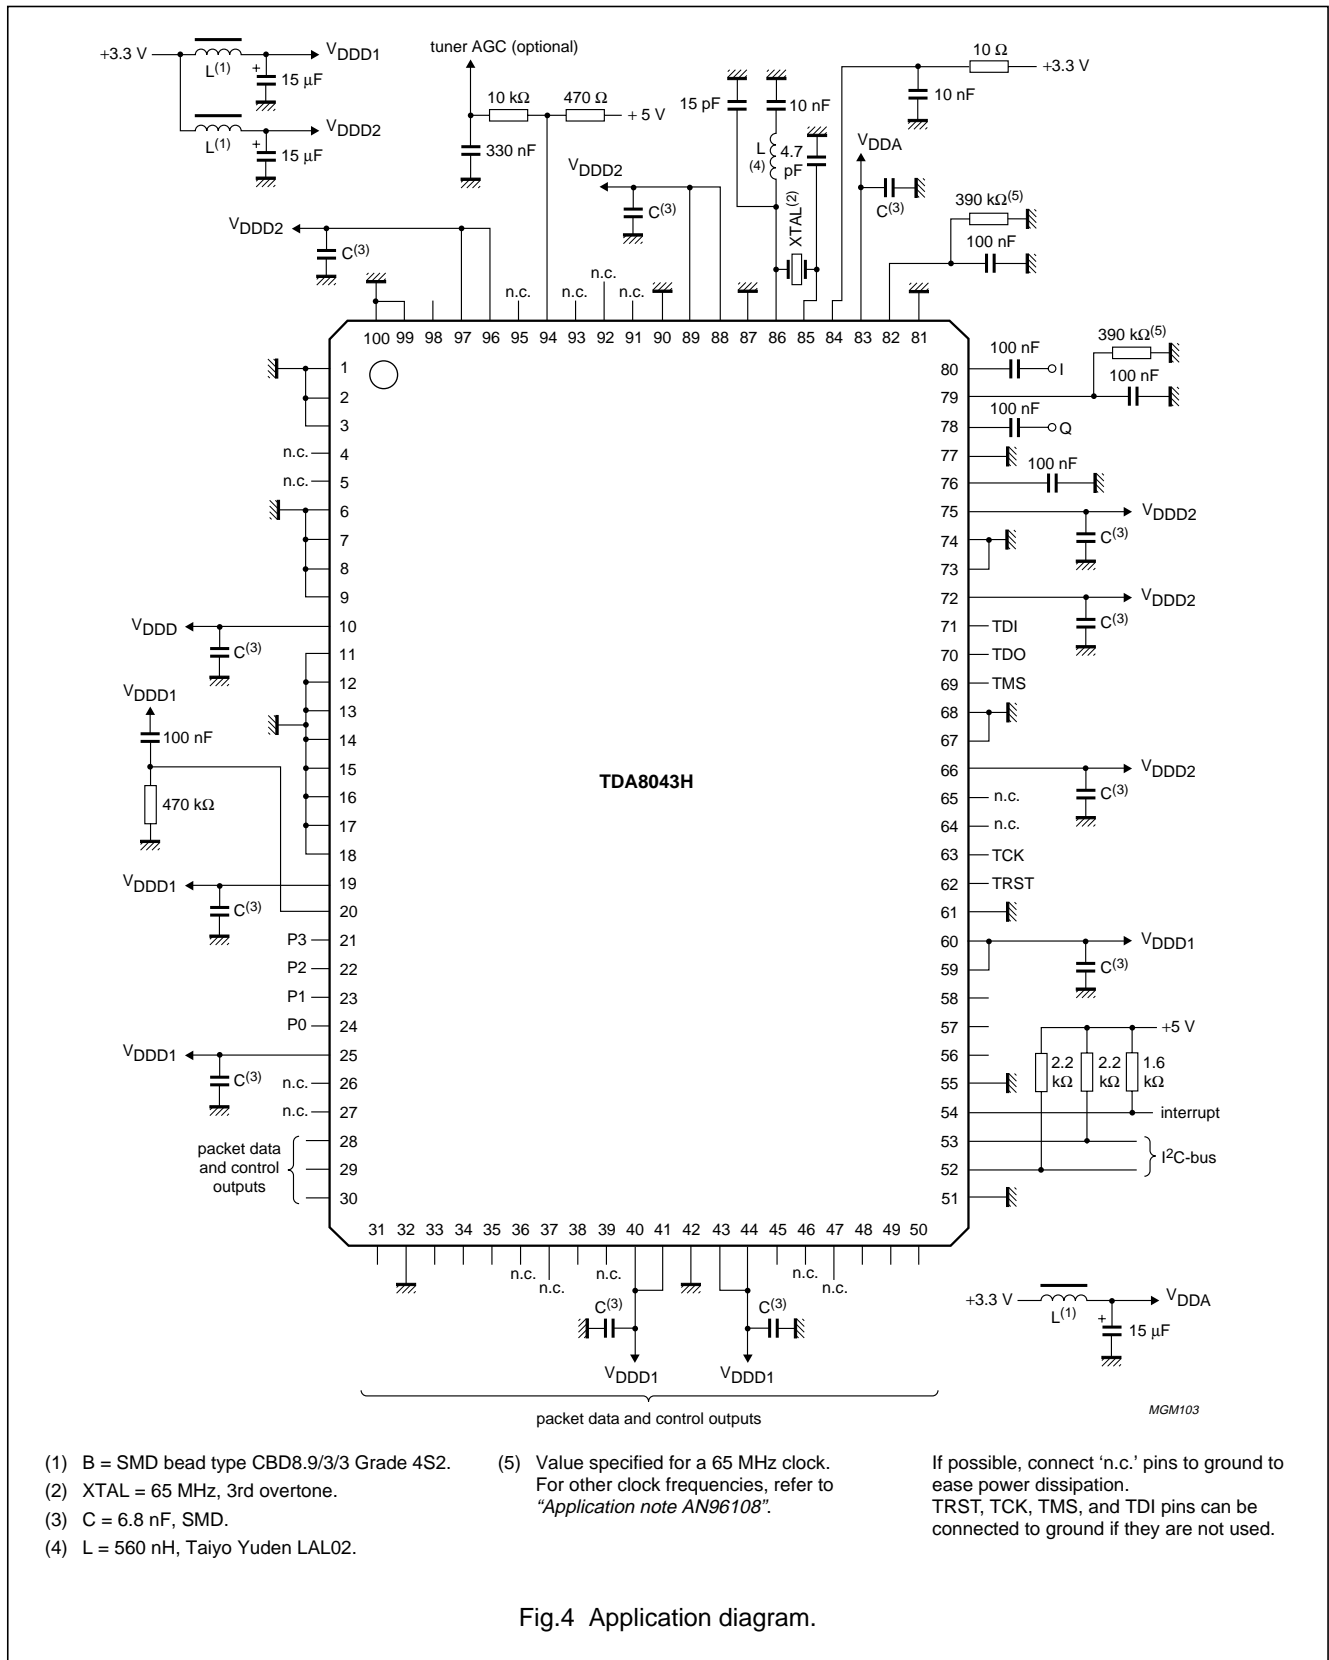 +3.3 V
L(1)
+
15 μF
VDDD1
L(1)
+
15 μF
VDDD2
tuner AGC (optional)
10 kΩ
470 Ω
+ 5 V
330 nF
VDDD2
C(3)
VDDD2
C(3)
15 pF
10 nF
L
(4)
4.7
pF
XTAL(2)
10 Ω
+3.3 V
10 nF
VDDA
C(3)
390 kΩ(5)
100 nF
n.c.
n.c.
n.c.
n.c.
100 99 98 97 96 95 94 93 92 91 90 89 88 87 86 85 84 83 82 81
1
2
3
n.c. 4
n.c. 5
6
7
8
9
VDDD
C(3)
10
11
12
13
14
15
16
17
18
VDDD1
100 nF
470 kΩ
VDDD1
C(3)
19
20
P3 21
P2 22
P1 23
P0 24
VDDD1
C(3)
25
n.c. 26
n.c. 27
packet data
and control
outputs
28
29
30
TDA8043H
80
100 nF
I
390 kΩ(5)
79
100 nF
78
100 nF
Q
77
76
100 nF
75
VDDD2
C(3)
74
73
72
VDDD2
C(3)
71 TDI
70 TDO
69 TMS
68
67
66
VDDD2
C(3)
65 n.c.
64 n.c.
63 TCK
62 TRST
61
60
VDDD1
C(3)
59
58
57
56
55
+5 V
2.2
kΩ
2.2
kΩ
1.6
kΩ
54
interrupt
53
52
I2C-bus
51
31 32 33 34 35 36 37 38 39 40 41 42 43 44 45 46 47 48 49 50
n.c.
n.c.
n.c.
n.c.
n.c.
C(3)
VDDD1
C(3)
VDDD1
packet data and control outputs
+3.3 V
L(1)
+
15 μF
VDDA
MGM103
(1) B = SMD bead type CBD8.9/3/3 Grade 4S2.
(2) XTAL = 65 MHz, 3rd overtone.
(3) C = 6.8 nF, SMD.
(4) L = 560 nH, Taiyo Yuden LAL02.
(5) Value specified for a 65 MHz clock.
For other clock frequencies, refer to
“Application note AN96108”.
If possible, connect ‘n.c.’ pins to ground to
ease power dissipation.
TRST, TCK, TMS, and TDI pins can be
connected to ground if they are not used.
Fig.4 Application diagram.